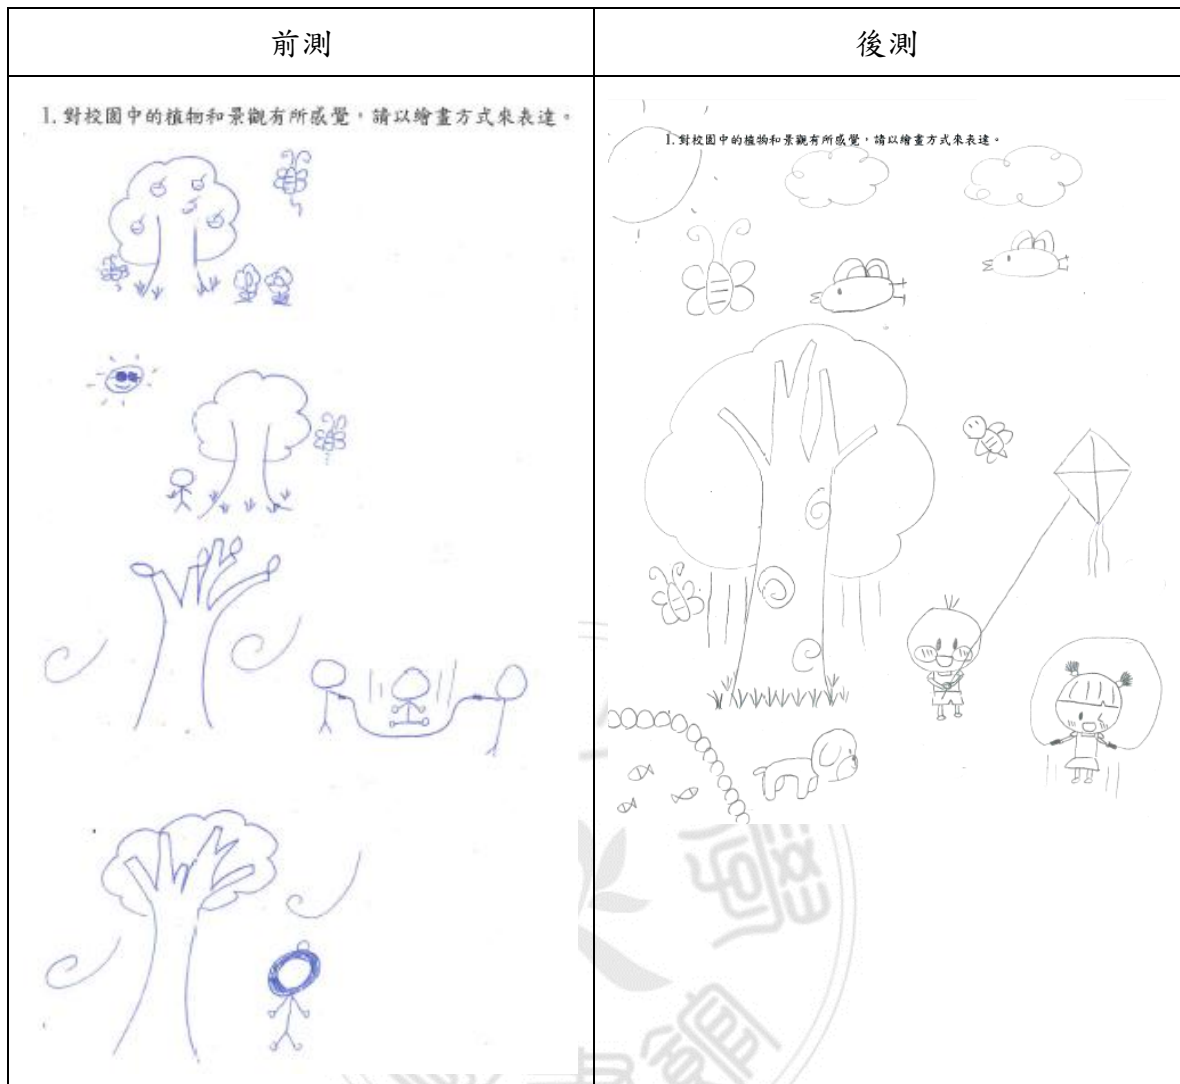 前測
後測
1. 對校園中的植物和景觀有所感覺，請以繪畫方式來表達。
1. 對校園中的植物和景觀有所感覺，請以繪畫方式來表達。